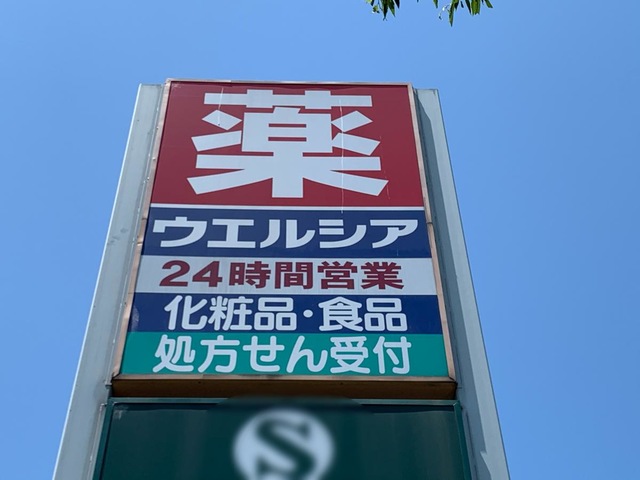 薬
ウエルシア
24時間営業
化粧品・食品
処方せん受付
S